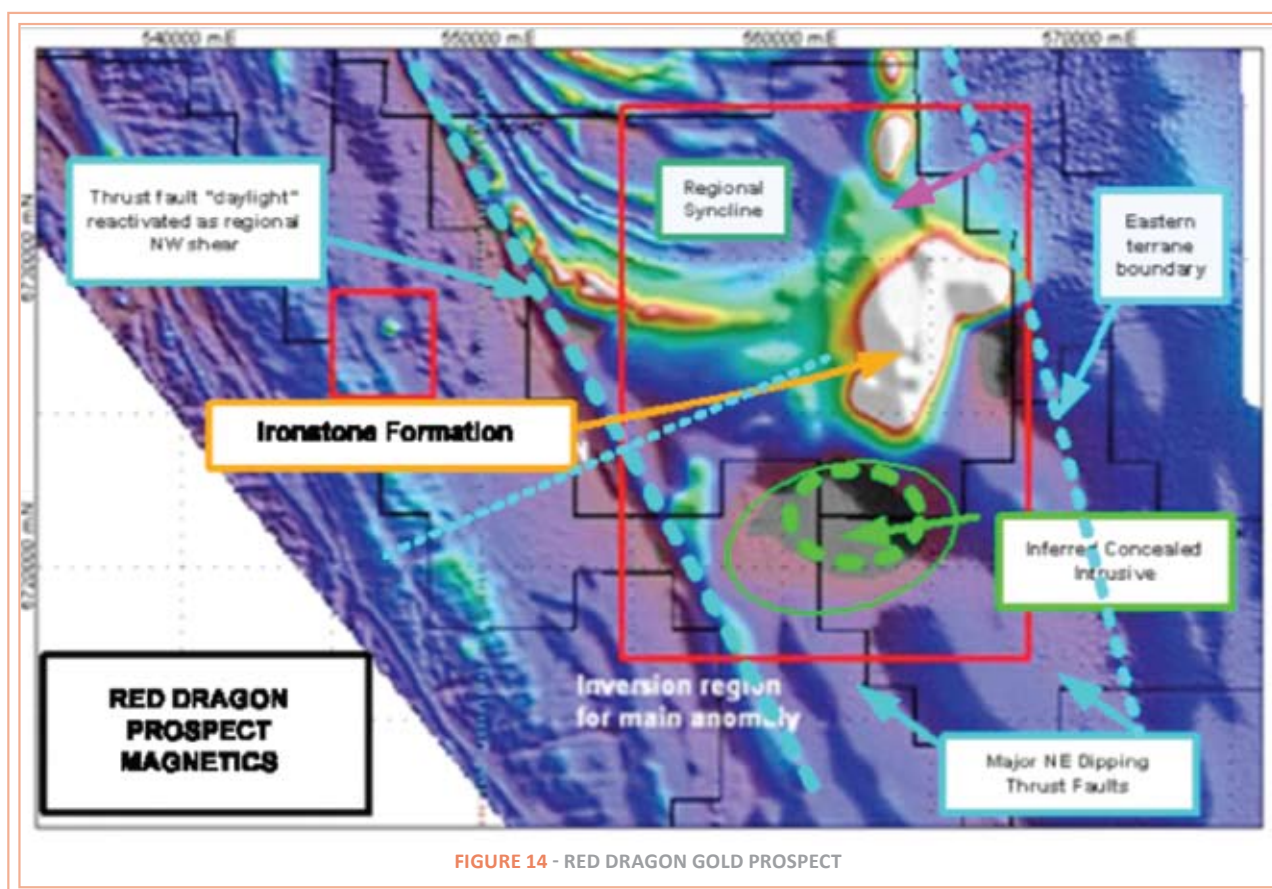 540000 mE 550000 mE 560000 mE 570000 mE
Thrust fault "daylight"
reactivated as regional
NW shear
Regional
Syncline
Eastern
terrane
boundary
6720000 mN
Ironstone Formation
Inferred Concealed
Intrusive
Inversion region
for main anomaly
RED DRAGON
PROSPECT
MAGNETICS
Major NE Dipping
Thrust Faults
FIGURE 14 - RED DRAGON GOLD PROSPECT